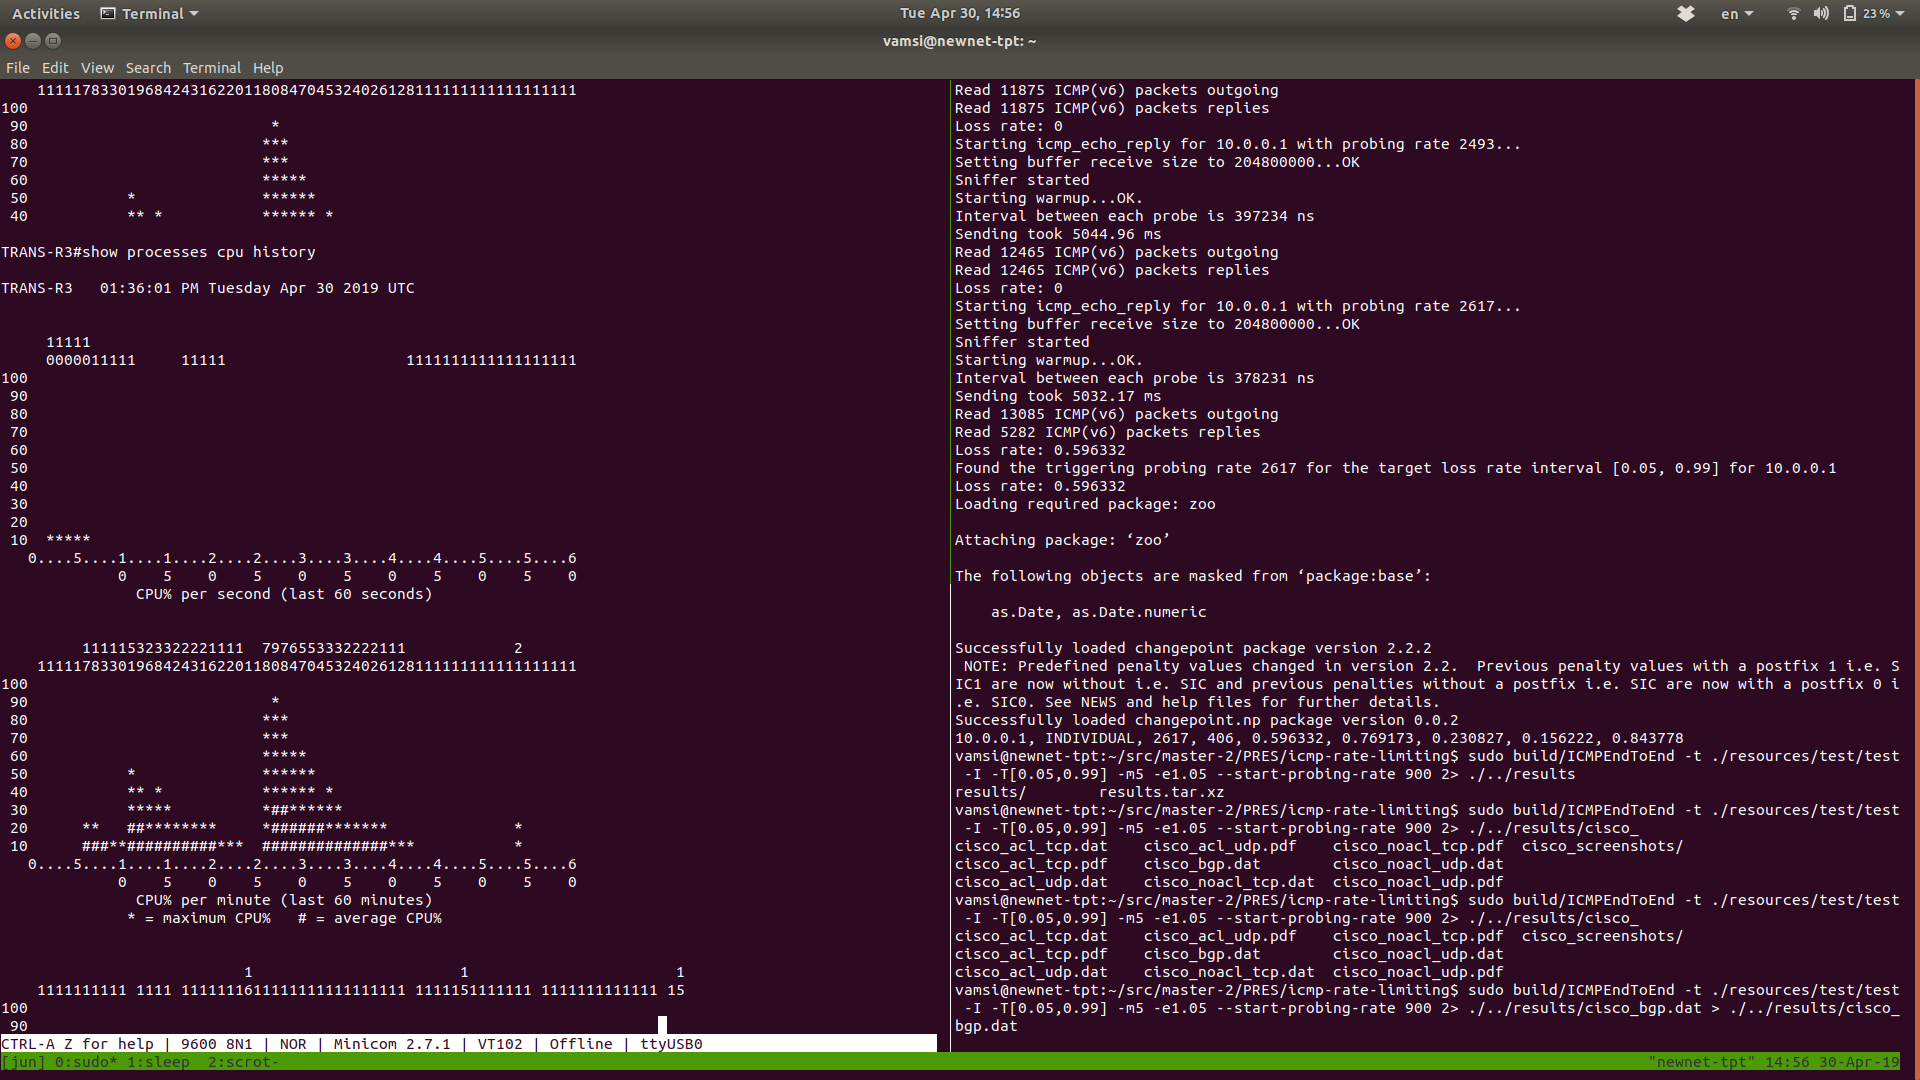 Activities Terminal Tue Apr 30, 14:56 en 23 %
vamsi@newnet-tpt: ~
File Edit View Search Terminal Help
    11111783301968424316220118084704532402612811111111111111111
100
 90                           *
 80                          ***
 70                          ***
 60                          *****
 50           *              ******
 40           ** *           ****** *
TRANS-R3#show processes cpu history
TRANS-R3   01:36:01 PM Tuesday Apr 30 2019 UTC
     11111
     0000011111     11111                    1111111111111111111
100
 90
 80
 70
 60
 50
 40
 30
 20
 10  *****
   0....5....1....1....2....2....3....3....4....4....5....5....6
             0    5    0    5    0    5    0    5    0    5    0
               CPU% per second (last 60 seconds)
         111115323322221111  7976553332222111            2
    11111783301968424316220118084704532402612811111111111111111
100
 90                           *
 80                          ***
 70                          ***
 60                          *****
 50           *              ******
 40           ** *           ****** *
 30           *****          *##******
 20      **   ##********     *######*******              *
 10      ###**##########***  ##############***           *
   0....5....1....1....2....2....3....3....4....4....5....5....6
             0    5    0    5    0    5    0    5    0    5    0
               CPU% per minute (last 60 minutes)
              * = maximum CPU%   # = average CPU%
                           1                       1                       1
    1111111111 1111 1111111611111111111111111 1111151111111 1111111111111 15
100
 90
CTRL-A Z for help | 9600 8N1 | NOR | Minicom 2.7.1 | VT102 | Offline | ttyUSB0
Read 11875 ICMP(v6) packets outgoing
Read 11875 ICMP(v6) packets replies
Loss rate: 0
Starting icmp_echo_reply for 10.0.0.1 with probing rate 2493...
Setting buffer receive size to 204800000...OK
Sniffer started
Starting warmup...OK.
Interval between each probe is 397234 ns
Sending took 5044.96 ms
Read 12465 ICMP(v6) packets outgoing
Read 12465 ICMP(v6) packets replies
Loss rate: 0
Starting icmp_echo_reply for 10.0.0.1 with probing rate 2617...
Setting buffer receive size to 204800000...OK
Sniffer started
Starting warmup...OK.
Interval between each probe is 378231 ns
Sending took 5032.17 ms
Read 13085 ICMP(v6) packets outgoing
Read 5282 ICMP(v6) packets replies
Loss rate: 0.596332
Found the triggering probing rate 2617 for the target loss rate interval [0.05, 0.99] for 10.0.0.1
Loss rate: 0.596332
Loading required package: zoo
Attaching package: ‘zoo’
The following objects are masked from ‘package:base’:
    as.Date, as.Date.numeric
Successfully loaded changepoint package version 2.2.2
 NOTE: Predefined penalty values changed in version 2.2.  Previous penalty values with a postfix 1 i.e. S
IC1 are now without i.e. SIC and previous penalties without a postfix i.e. SIC are now with a postfix 0 i
.e. SIC0. See NEWS and help files for further details.
Successfully loaded changepoint.np package version 0.0.2
10.0.0.1, INDIVIDUAL, 2617, 406, 0.596332, 0.769173, 0.230827, 0.156222, 0.843778
vamsi@newnet-tpt:~/src/master-2/PRES/icmp-rate-limiting$ sudo build/ICMPEndToEnd -t ./resources/test/test
 -I -T[0.05,0.99] -m5 -e1.05 --start-probing-rate 900 2> ./../results
results/        results.tar.xz
vamsi@newnet-tpt:~/src/master-2/PRES/icmp-rate-limiting$ sudo build/ICMPEndToEnd -t ./resources/test/test
 -I -T[0.05,0.99] -m5 -e1.05 --start-probing-rate 900 2> ./../results/cisco_
cisco_acl_tcp.dat    cisco_acl_udp.pdf    cisco_noacl_tcp.pdf  cisco_screenshots/
cisco_acl_tcp.pdf    cisco_bgp.dat        cisco_noacl_udp.dat
cisco_acl_udp.dat    cisco_noacl_tcp.dat  cisco_noacl_udp.pdf
vamsi@newnet-tpt:~/src/master-2/PRES/icmp-rate-limiting$ sudo build/ICMPEndToEnd -t ./resources/test/test
 -I -T[0.05,0.99] -m5 -e1.05 --start-probing-rate 900 2> ./../results/cisco_
cisco_acl_tcp.dat    cisco_acl_udp.pdf    cisco_noacl_tcp.pdf  cisco_screenshots/
cisco_acl_tcp.pdf    cisco_bgp.dat        cisco_noacl_udp.dat
cisco_acl_udp.dat    cisco_noacl_tcp.dat  cisco_noacl_udp.pdf
vamsi@newnet-tpt:~/src/master-2/PRES/icmp-rate-limiting$ sudo build/ICMPEndToEnd -t ./resources/test/test
 -I -T[0.05,0.99] -m5 -e1.05 --start-probing-rate 900 2> ./../results/cisco_bgp.dat > ./../results/cisco_
bgp.dat
[jun] 0:sudo* 1:sleep  2:scrot- "newnet-tpt" 14:56 30-Apr-19